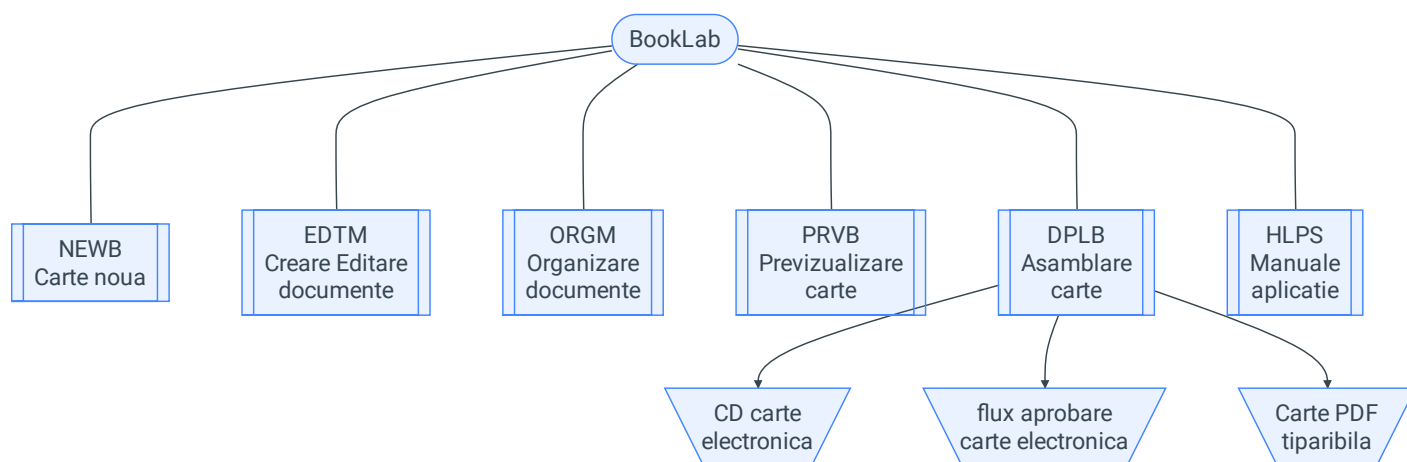 BookLab
NEWB
Carte noua
EDTM
Creare Editare
documente
ORGM
Organizare
documente
PRVB
Previzualizare
carte
DPLB
Asamblare
carte
HLPS
Manuale
aplicatie
CD carte
electronica
flux aprobare
carte electronica
Carte PDF
tiparibila